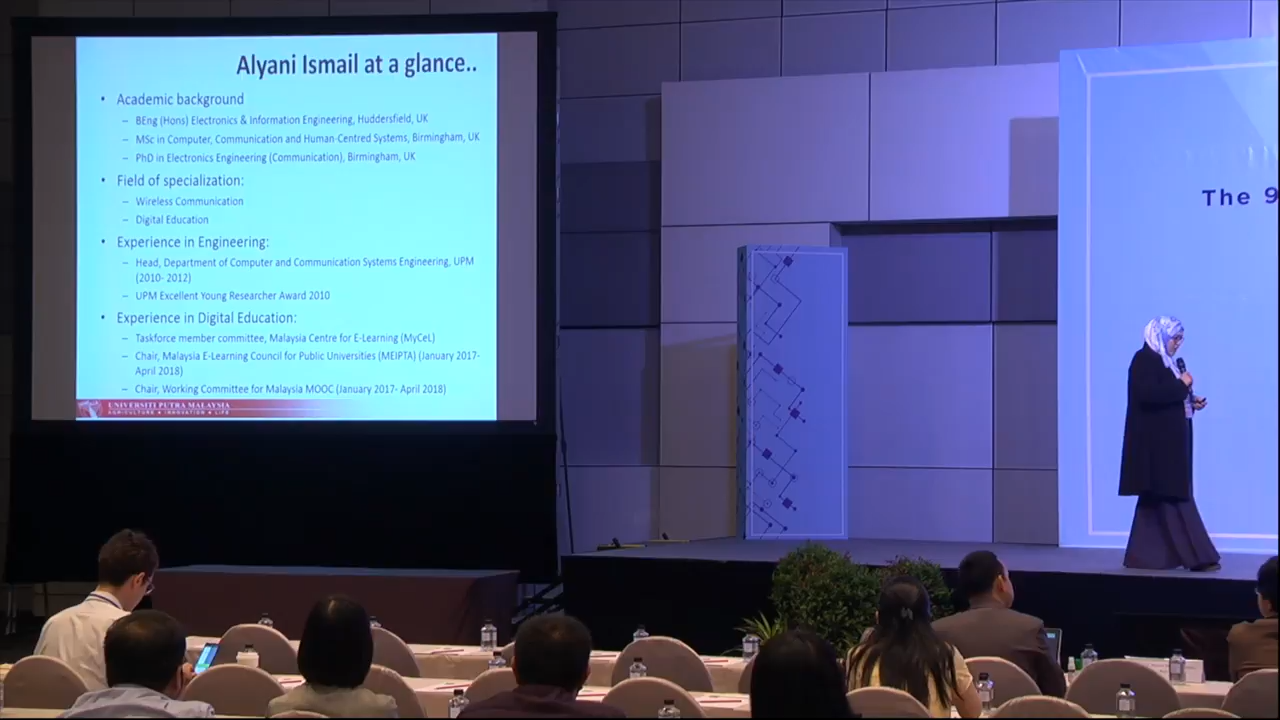 Alyani Ismail at a glance..
• Academic background
– BEng (Hons) Electronics & Information Engineering, Huddersfield, UK
– MSc in Computer, Communication and Human-Centred Systems, Birmingham, UK
– PhD in Electronics Engineering (Communication), Birmingham, UK
• Field of specialization:
– Wireless Communication
– Digital Education
• Experience in Engineering:
– Head, Department of Computer and Communication Systems Engineering, UPM
(2010- 2012)
– UPM Excellent Young Researcher Award 2010
• Experience in Digital Education:
– Taskforce member committee, Malaysia Centre for E-Learning (MyCeL)
– Chair, Malaysia E-Learning Council for Public Universities (MEIPTA) (January 2017-
April 2018)
– Chair, Working Committee for Malaysia MOOC (January 2017- April 2018)
UNIVERSITI PUTRA MALAYSIA
AGRICULTURE • INNOVATION • LIFE
The 9